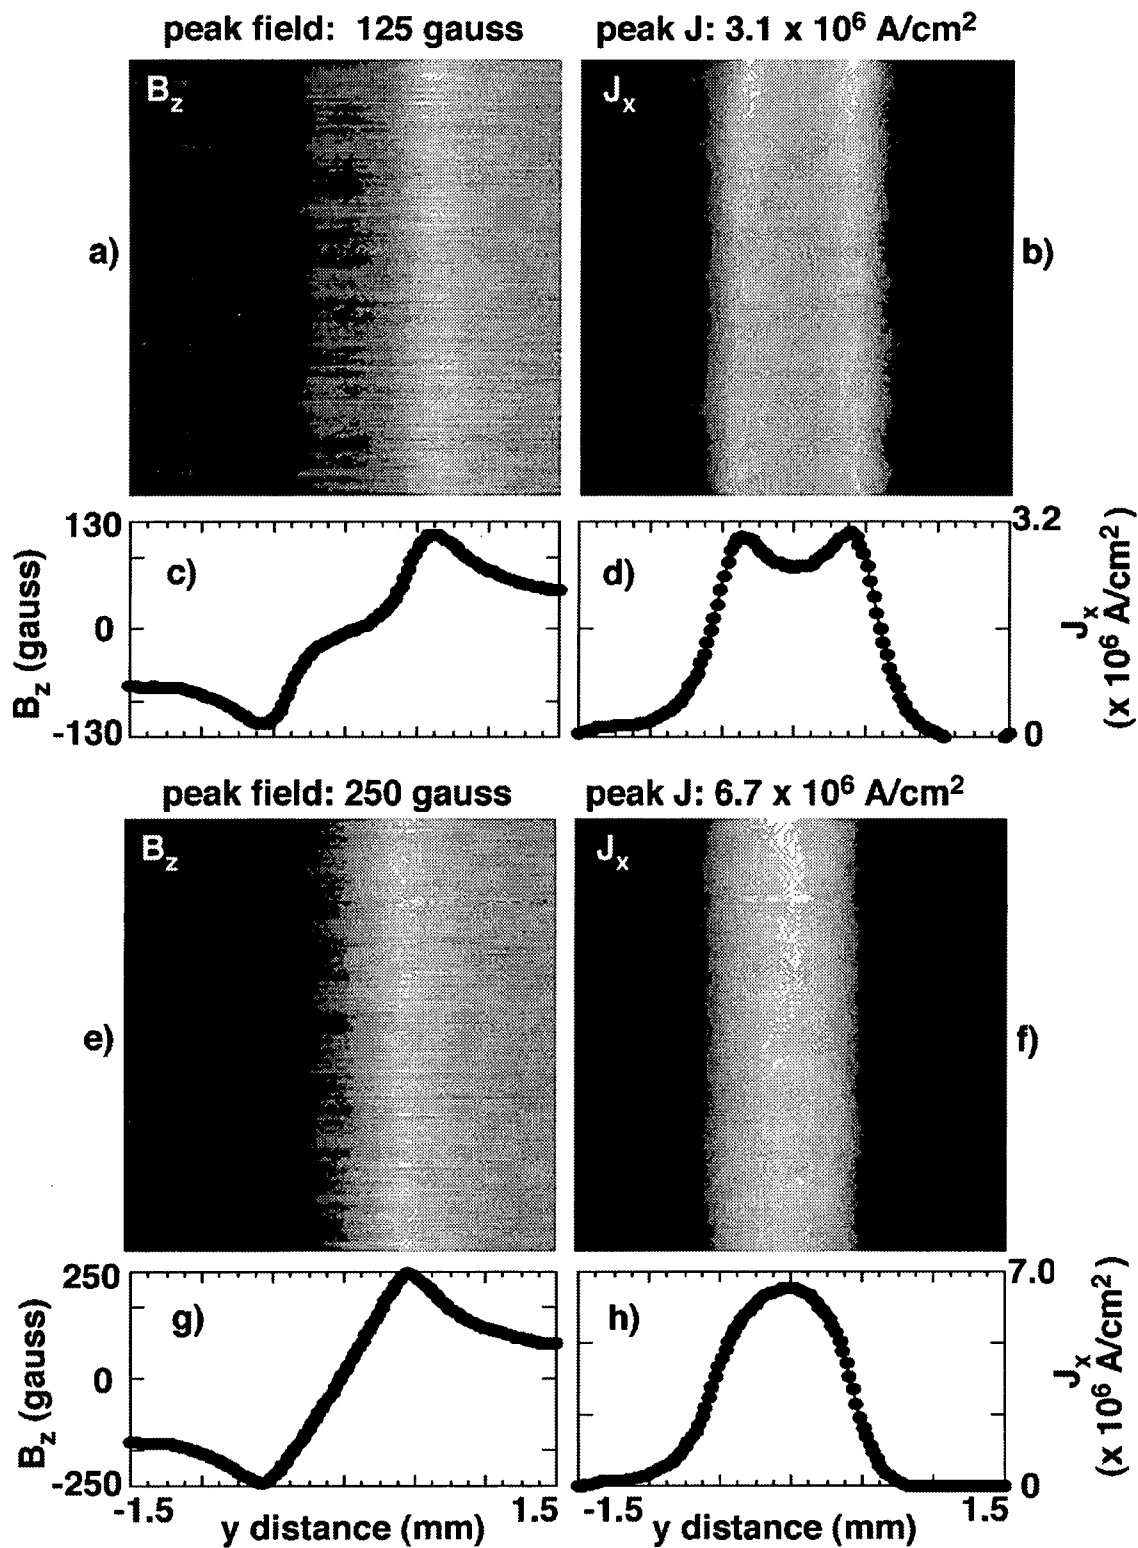 peak field: 125 gauss
peak J: 3.1 x 10⁶ A/cm²
B_z
J_x
a)
b)
130
0
-130
B_z (gauss)
c)
d)
3.2
0
J_x
(x 10⁶ A/cm²)
peak field: 250 gauss
peak J: 6.7 x 10⁶ A/cm²
B_z
J_x
e)
f)
250
0
-250
B_z (gauss)
g)
h)
7.0
0
J_x
(x 10⁶ A/cm²)
-1.5
1.5
y distance (mm)
-1.5
1.5
y distance (mm)